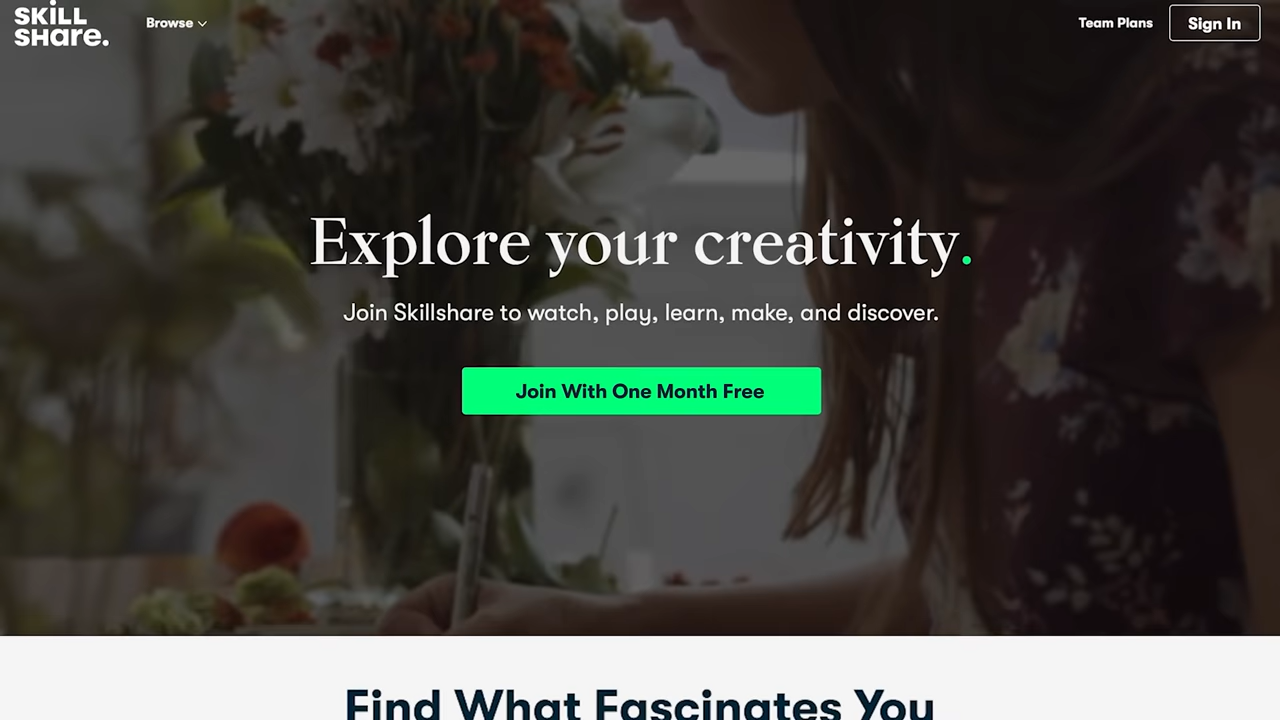 SKiLL
SHare.
Browse
Team Plans
Sign In
Explore your creativity.
Join Skillshare to watch, play, learn, make, and discover.
Join With One Month Free
Find What Fascinates You